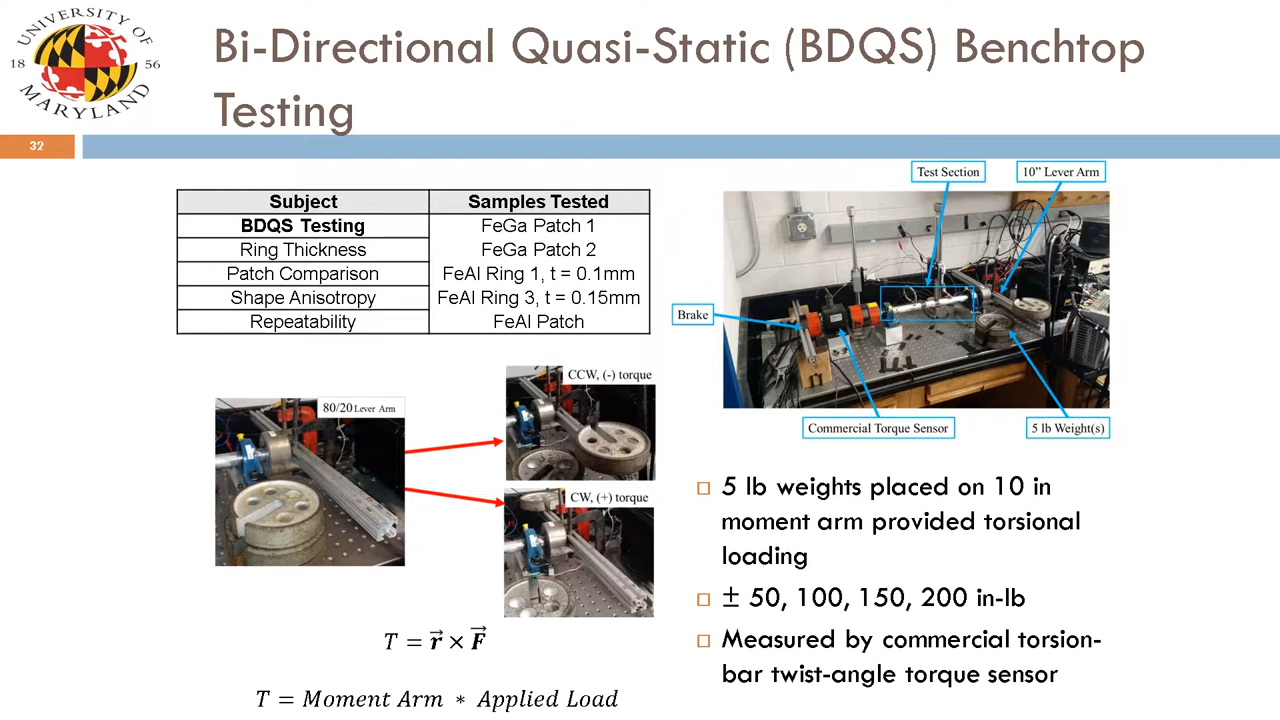 UNIVERSITY OF
18 56
MARYLAND
Bi-Directional Quasi-Static (BDQS) Benchtop
Testing
32
Subject Samples Tested
BDQS Testing FeGa Patch 1
Ring Thickness FeGa Patch 2
Patch Comparison FeAl Ring 1, t = 0.1mm
Shape Anisotropy FeAl Ring 3, t = 0.15mm
Repeatability FeAl Patch
Test Section
10” Lever Arm
Brake
Commercial Torque Sensor
5 lb Weight(s)
80/20 Lever Arm
CCW, (-) torque
CW, (+) torque
T = r⃗ × F⃗
T = Moment Arm ∗ Applied Load
5 lb weights placed on 10 in
moment arm provided torsional
loading
± 50, 100, 150, 200 in-lb
Measured by commercial torsion-
bar twist-angle torque sensor